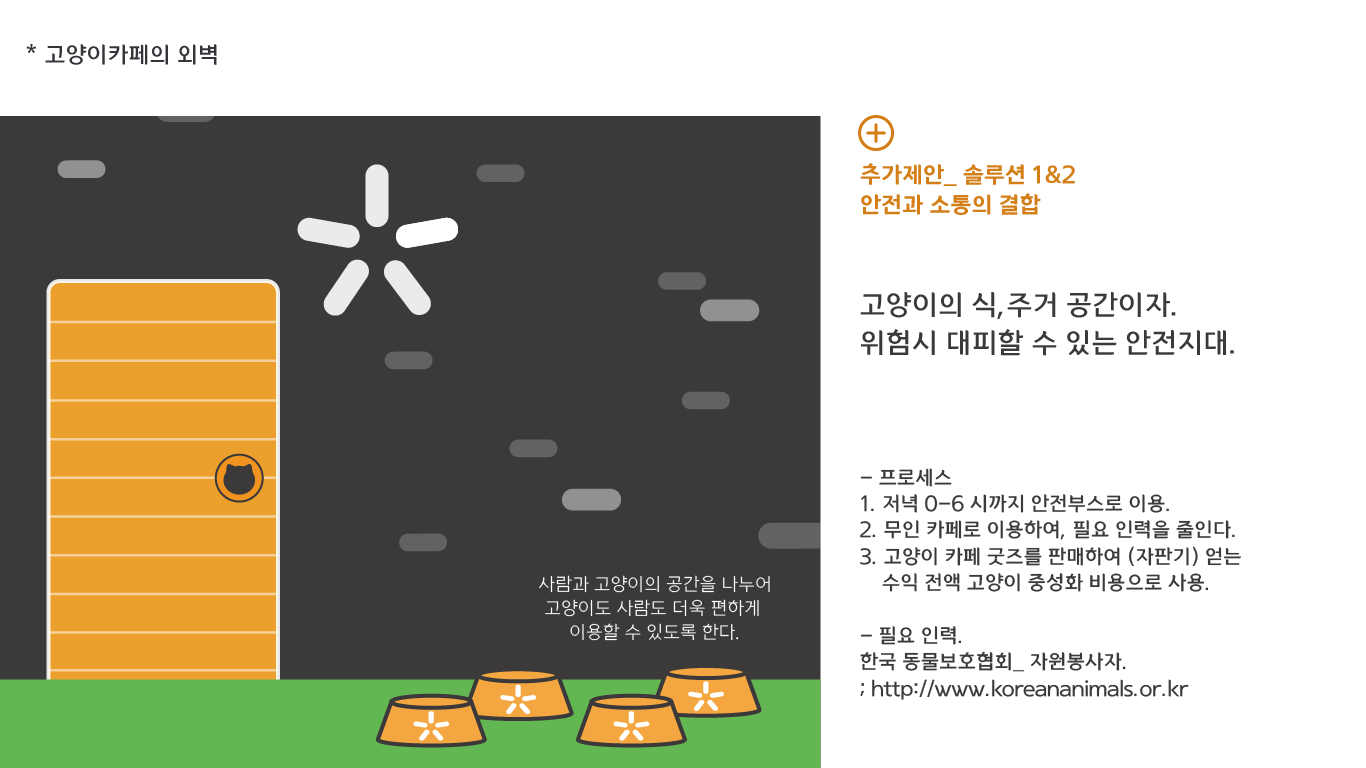 * 고양이카페의 외벽
추가제안_ 솔루션 1&2
안전과 소통의 결합
고양이의 식,주거 공간이자.
위험시 대피할 수 있는 안전지대.
- 프로세스
1. 저녁 0-6 시까지 안전부스로 이용.
2. 무인 카페로 이용하여, 필요 인력을 줄인다.
3. 고양이 카페 굿즈를 판매하여 (자판기) 얻는
수익 전액 고양이 중성화 비용으로 사용.
- 필요 인력.
한국 동물보호협회_ 자원봉사자.
; http://www.koreananimals.or.kr
사람과 고양이의 공간을 나누어
고양이도 사람도 더욱 편하게
이용할 수 있도록 한다.